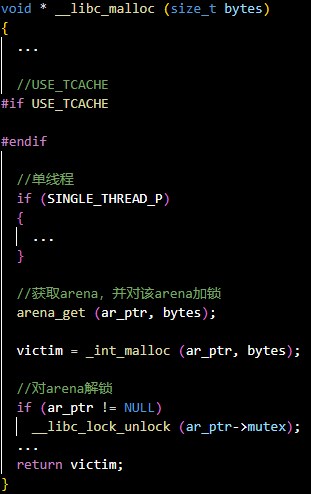 void * __libc_malloc (size_t bytes)
{
...
//USE_TCACHE
#if USE_TCACHE
#endif
//单线程
if (SINGLE_THREAD_P)
{
...
}
//获取arena，并对该arena加锁
arena_get (ar_ptr, bytes);
victim = _int_malloc (ar_ptr, bytes);
//对arena解锁
if (ar_ptr != NULL)
__libc_lock_unlock (ar_ptr->mutex);
...
return victim;
}